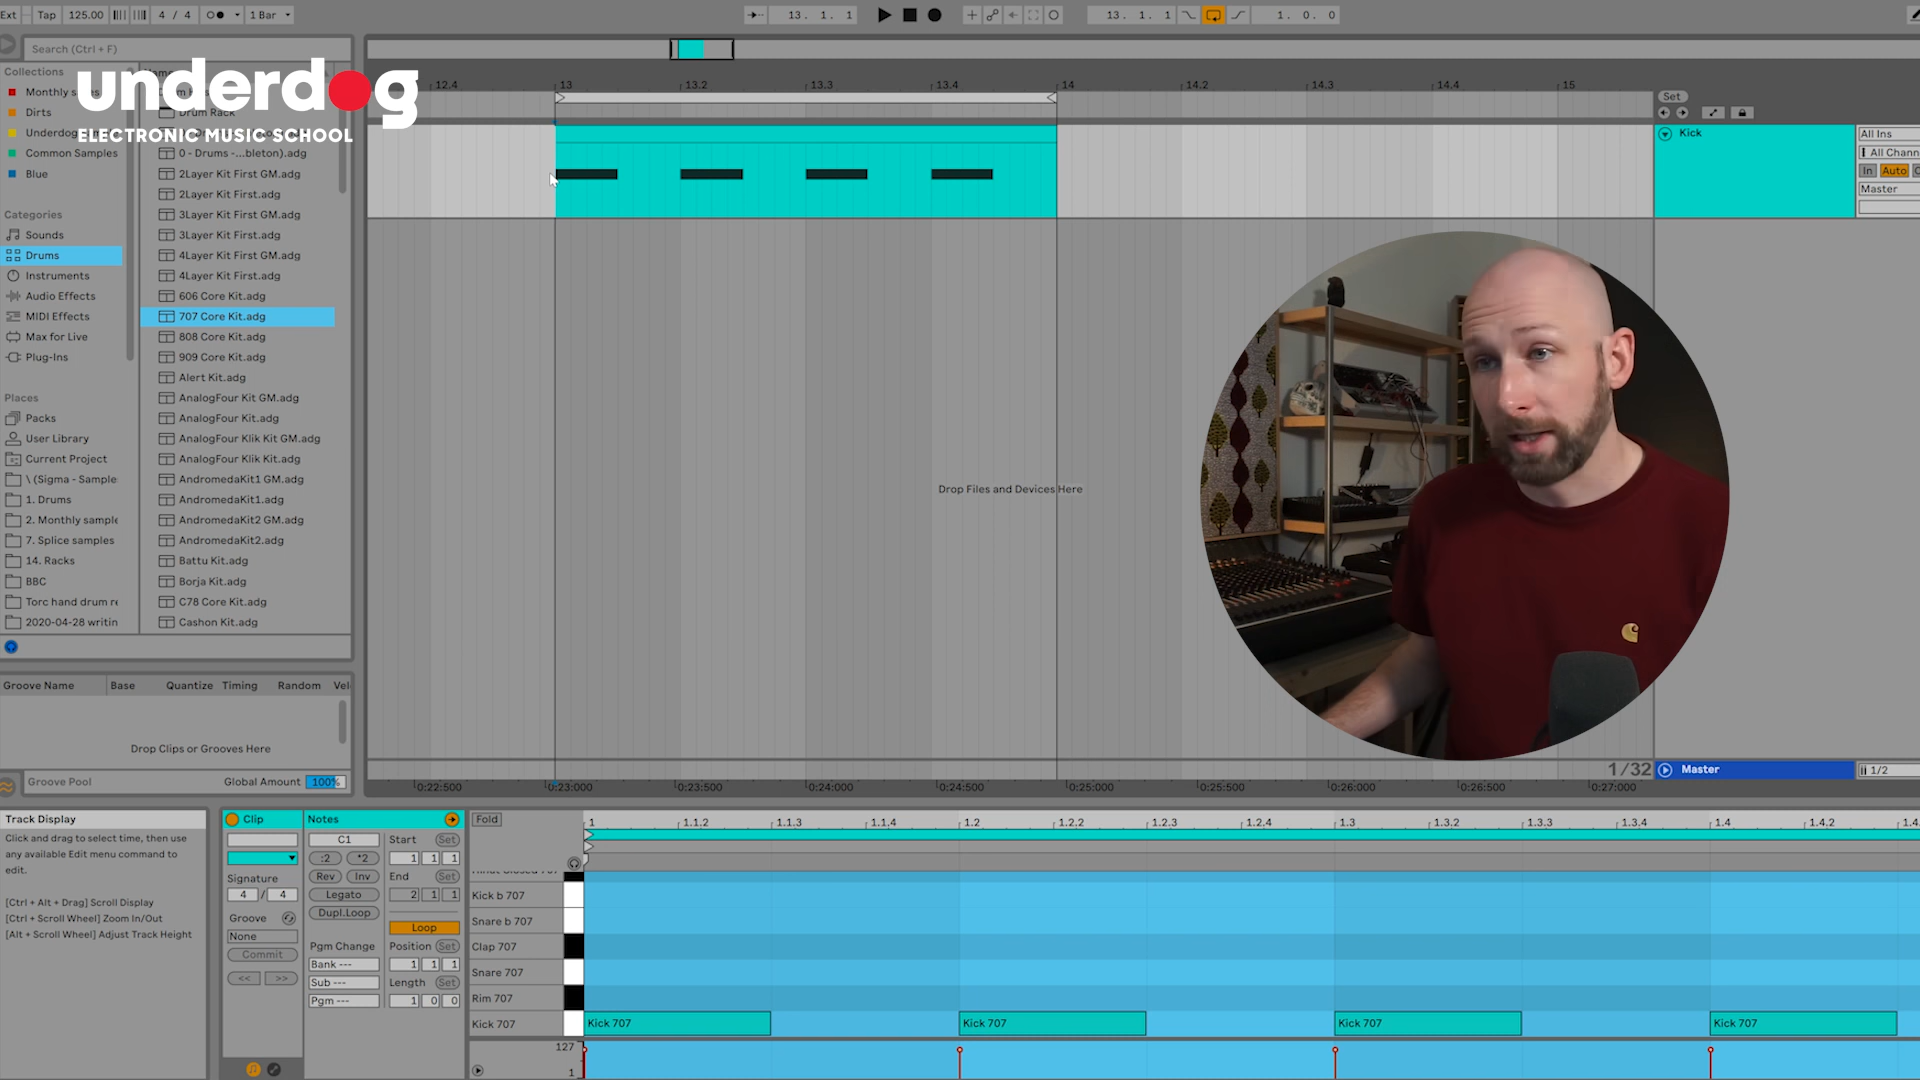 Ext
Tap
125.00
4 / 4
1 Bar
13. 1. 1
13. 1. 1
1. 0. 0
Search (Ctrl + F)
underdog
ELECTRONIC MUSIC SCHOOL
Collections
Dirts
Common Samples
Blue
Categories
Sounds
Drums
Instruments
Audio Effects
MIDI Effects
Max for Live
Plug-Ins
Places
Packs
User Library
Current Project
\ (Sigma - Sample
1. Drums
2. Monthly sample
7. Splice samples
14. Racks
BBC
Torc hand drum re
2020-04-28 writin
Drum Rack
0 - Drums -...bleton).adg
2Layer Kit First GM.adg
2Layer Kit First.adg
3Layer Kit First GM.adg
3Layer Kit First.adg
4Layer Kit First GM.adg
4Layer Kit First.adg
606 Core Kit.adg
707 Core Kit.adg
808 Core Kit.adg
909 Core Kit.adg
Alert Kit.adg
AnalogFour Kit GM.adg
AnalogFour Kit.adg
AnalogFour Klik Kit GM.adg
AnalogFour Klik Kit.adg
AndromedaKit1 GM.adg
AndromedaKit1.adg
AndromedaKit2 GM.adg
AndromedaKit2.adg
Battu Kit.adg
Borja Kit.adg
C78 Core Kit.adg
Cashon Kit.adg
12.4 13 13.2 13.3 13.4 14 14.2 14.3 14.4 15
Set
Kick
All Ins
All Chann
In Auto
Master
Drop Files and Devices Here
1/32
Master
1/2
0:22:500 0:23:000 0:23:500 0:24:000 0:24:500 0:25:000 0:25:500 0:26:000 0:26:500 0:27:000
Groove Name Base Quantize Timing Random Vel
Drop Clips or Grooves Here
Groove Pool
Global Amount 100%
Track Display
Click and drag to select time, then use
any available Edit menu command to
edit.
[Ctrl + Alt + Drag] Scroll Display
[Ctrl + Scroll Wheel] Zoom In/Out
[Alt + Scroll Wheel] Adjust Track Height
Clip
Signature
4 / 4
Groove
None
Commit
<< >>
Notes
C1
:2 *2
Rev Inv
Legato
Dupl.Loop
Pgm Change
Bank ---
Sub ---
Pgm ---
Start Set
1 1 1
End Set
2 1 1
Loop
Position Set
1 1 1
Length Set
1 0 0
Fold
1 1.1.2 1.1.3 1.1.4 1.2 1.2.2 1.2.3 1.2.4 1.3 1.3.2 1.3.3 1.3.4 1.4 1.4.2 1.4.
Kick b 707
Snare b 707
Clap 707
Snare 707
Rim 707
Kick 707
Kick 707 Kick 707 Kick 707 Kick 707
127
1